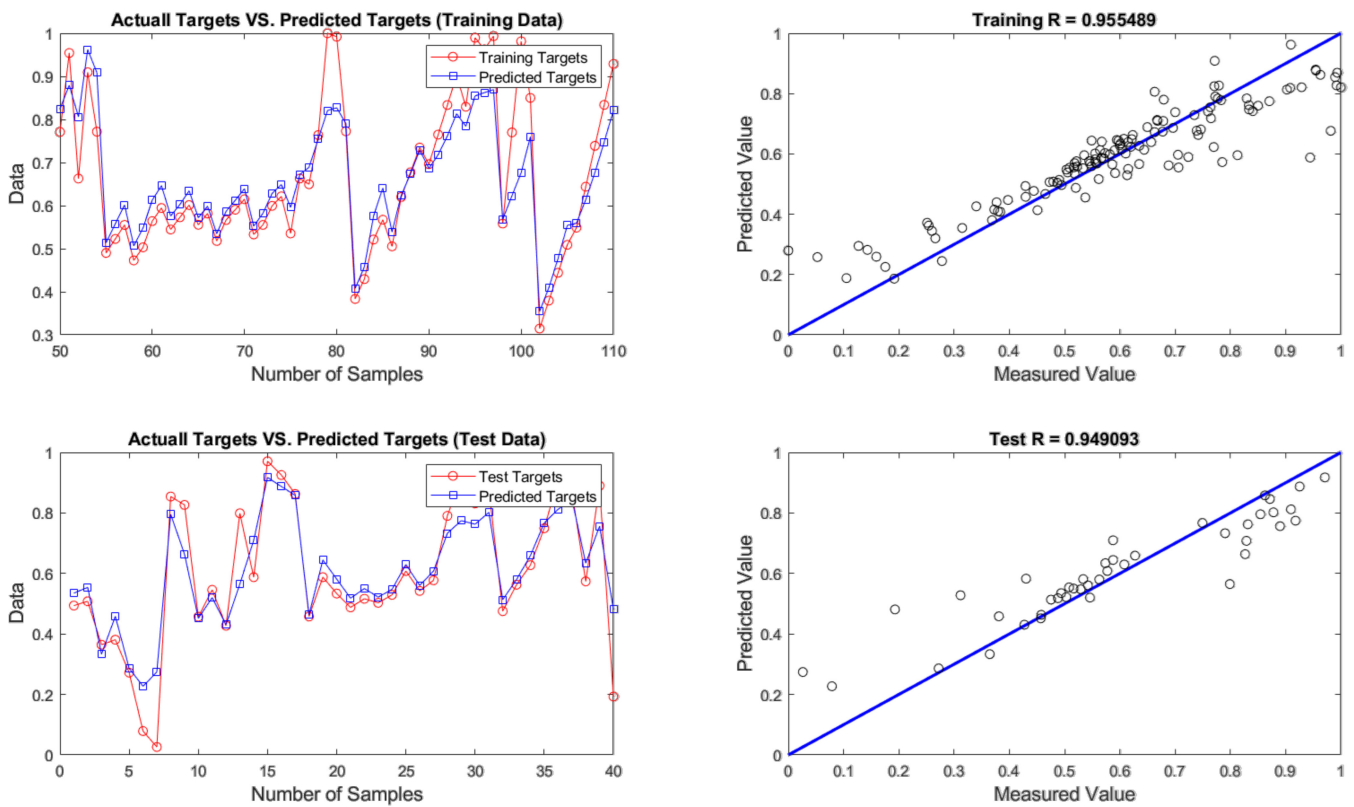 Actuall Targets VS. Predicted Targets (Training Data)
Training Targets
Predicted Targets
Data
1
0.9
0.8
0.7
0.6
0.5
0.4
0.3
50 60 70 80 90 100 110
Number of Samples
Training R = 0.955489
Predicted Value
1
0.8
0.6
0.4
0.2
0
0 0.1 0.2 0.3 0.4 0.5 0.6 0.7 0.8 0.9 1
Measured Value
Actuall Targets VS. Predicted Targets (Test Data)
Test Targets
Predicted Targets
Data
1
0.8
0.6
0.4
0.2
0
0 5 10 15 20 25 30 35 40
Number of Samples
Test R = 0.949093
Predicted Value
1
0.8
0.6
0.4
0.2
0
0 0.1 0.2 0.3 0.4 0.5 0.6 0.7 0.8 0.9 1
Measured Value